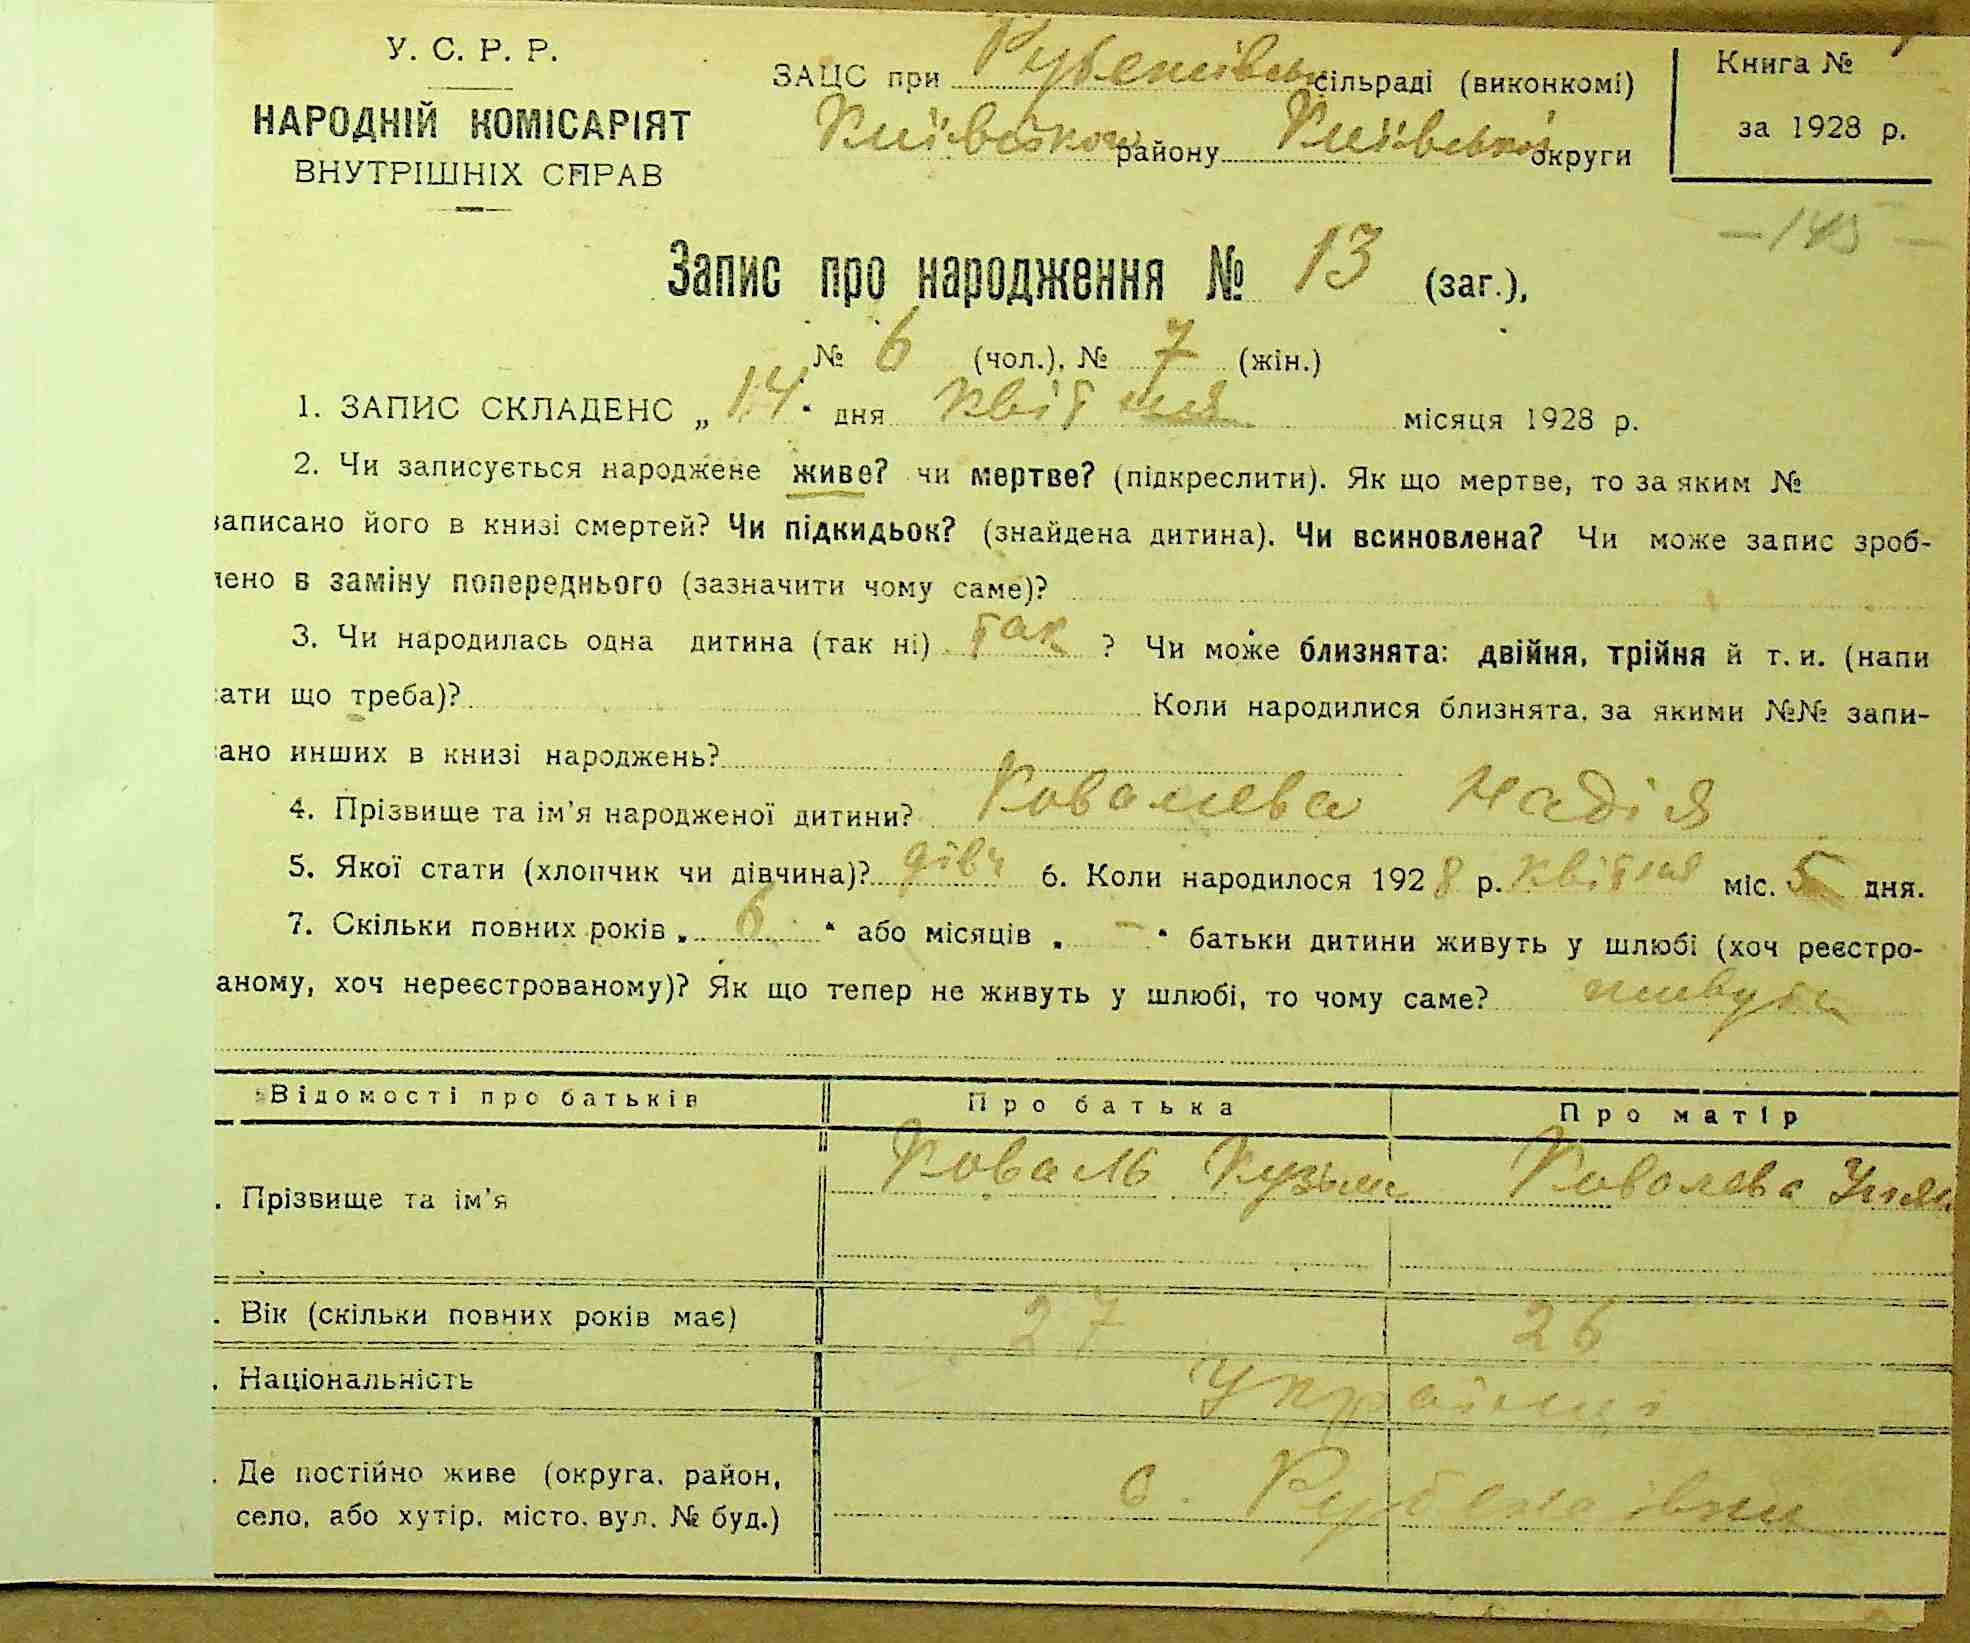 У. С. Р. Р.
НАРОДНІЙ КОМІСАРІЯТ
ВНУТРІШНІХ СПРАВ
ЗАЦС при Рубежівськ сільраді (виконкомі)
Київського району Київської округи
Книга №
за 1928 р.
— 145 —
Запис про народження № 13 (заг.),
№ 6 (чол.), № 7 (жін.)
1. ЗАПИС СКЛАДЕНО „ 14 “ дня квітня місяця 1928 р.
2. Чи записується народжене живе? чи мертве? (підкреслити). Як що мертве, то за яким №
записано його в книзі смертей? Чи підкидьок? (знайдена дитина). Чи всиновлена? Чи може запис зроб-
лено в заміну попереднього (зазначити чому саме)?
3. Чи народилась одна дитина (так ні) так ? Чи може близнята: двійня, трійня й т. и. (напи
сати що треба)? Коли народилися близнята, за якими №№ запи-
сано инших в книзі народжень?
4. Прізвище та ім'я народженої дитини? Ковалева Надія
5. Якої стати (хлопчик чи дівчина)? дівч 6. Коли народилося 1928 р. квітня міс. 5 дня.
7. Скільки повних років „ 6 “ або місяців „ — “ батьки дитини живуть у шлюбі (хоч реєстро-
аному, хоч нереєстрованому)? Як що тепер не живуть у шлюбі, то чому саме? живуть
Відомості про батьків Про батька Про матір
. Прізвище та ім'я Коваль Кузьма Ковалева
. Вік (скільки повних років має) 27 26
. Національність Українці
. Де постійно живе (округа, район,
село, або хутір, місто, вул. № буд.) с. Рубежівки